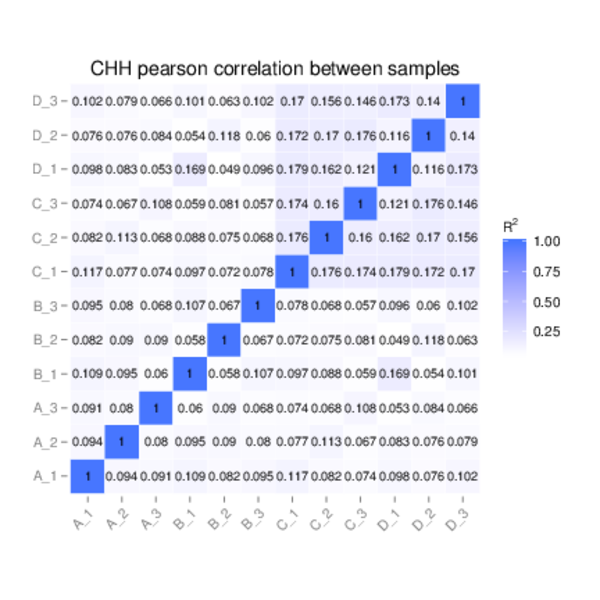 CHH pearson correlation between samples
D_3 0.102 0.079 0.066 0.101 0.063 0.102 0.17 0.156 0.146 0.173 0.14 1
D_2 0.076 0.076 0.084 0.054 0.118 0.06 0.172 0.17 0.176 0.116 1 0.14
D_1 0.098 0.083 0.053 0.169 0.049 0.096 0.179 0.162 0.121 1 0.116 0.173
C_3 0.074 0.067 0.108 0.059 0.081 0.057 0.174 0.16 1 0.121 0.176 0.146
C_2 0.082 0.113 0.068 0.088 0.075 0.068 0.176 1 0.16 0.162 0.17 0.156
C_1 0.117 0.077 0.074 0.097 0.072 0.078 1 0.176 0.174 0.179 0.172 0.17
B_3 0.095 0.08 0.068 0.107 0.067 1 0.078 0.068 0.057 0.096 0.06 0.102
B_2 0.082 0.09 0.09 0.058 1 0.067 0.072 0.075 0.081 0.049 0.118 0.063
B_1 0.109 0.095 0.06 1 0.058 0.107 0.097 0.088 0.059 0.169 0.054 0.101
A_3 0.091 0.08 1 0.06 0.09 0.068 0.074 0.068 0.108 0.053 0.084 0.066
A_2 0.094 1 0.08 0.095 0.09 0.08 0.077 0.113 0.067 0.083 0.076 0.079
A_1 1 0.094 0.091 0.109 0.082 0.095 0.117 0.082 0.074 0.098 0.076 0.102
A_1 A_2 A_3 B_1 B_2 B_3 C_1 C_2 C_3 D_1 D_2 D_3
R²
1.00
0.75
0.50
0.25